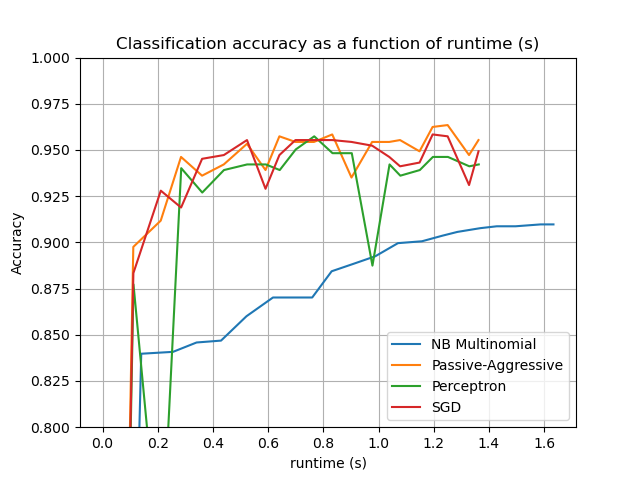 Classification accuracy as a function of runtime (s)
1.000
0.975
0.950
0.925
0.900
0.875
0.850
0.825
0.800
Accuracy
0.0 0.2 0.4 0.6 0.8 1.0 1.2 1.4 1.6
runtime (s)
NB Multinomial
Passive-Aggressive
Perceptron
SGD